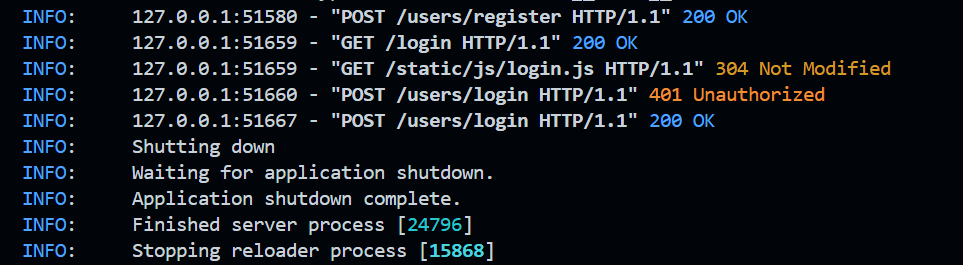 INFO: 127.0.0.1:51580 - "POST /users/register HTTP/1.1" 200 OK
INFO: 127.0.0.1:51659 - "GET /login HTTP/1.1" 200 OK
INFO: 127.0.0.1:51659 - "GET /static/js/login.js HTTP/1.1" 304 Not Modified
INFO: 127.0.0.1:51660 - "POST /users/login HTTP/1.1" 401 Unauthorized
INFO: 127.0.0.1:51667 - "POST /users/login HTTP/1.1" 200 OK
INFO: Shutting down
INFO: Waiting for application shutdown.
INFO: Application shutdown complete.
INFO: Finished server process [24796]
INFO: Stopping reloader process [15868]